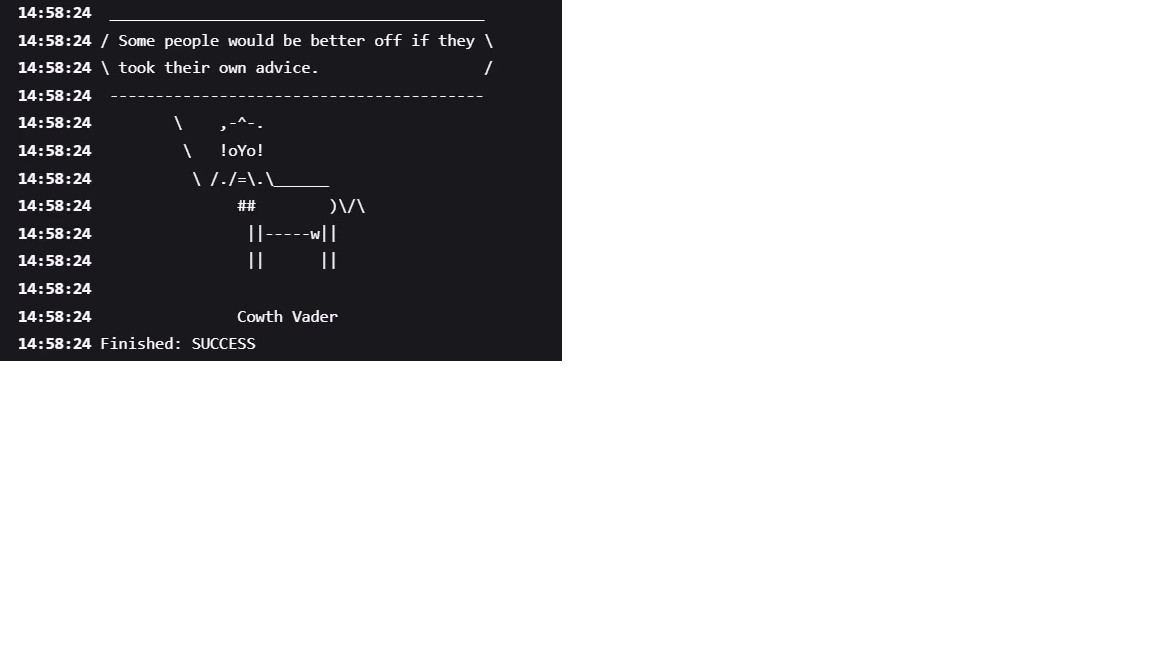 14:58:24  _________________________________________
14:58:24 / Some people would be better off if they \
14:58:24 \ took their own advice.                  /
14:58:24  -----------------------------------------
14:58:24         \    ,-^-.
14:58:24          \   !oYo!
14:58:24           \ /./=\.\______
14:58:24                ##        )\/\
14:58:24                 ||-----w||
14:58:24                 ||      ||
14:58:24
14:58:24                Cowth Vader
14:58:24 Finished: SUCCESS